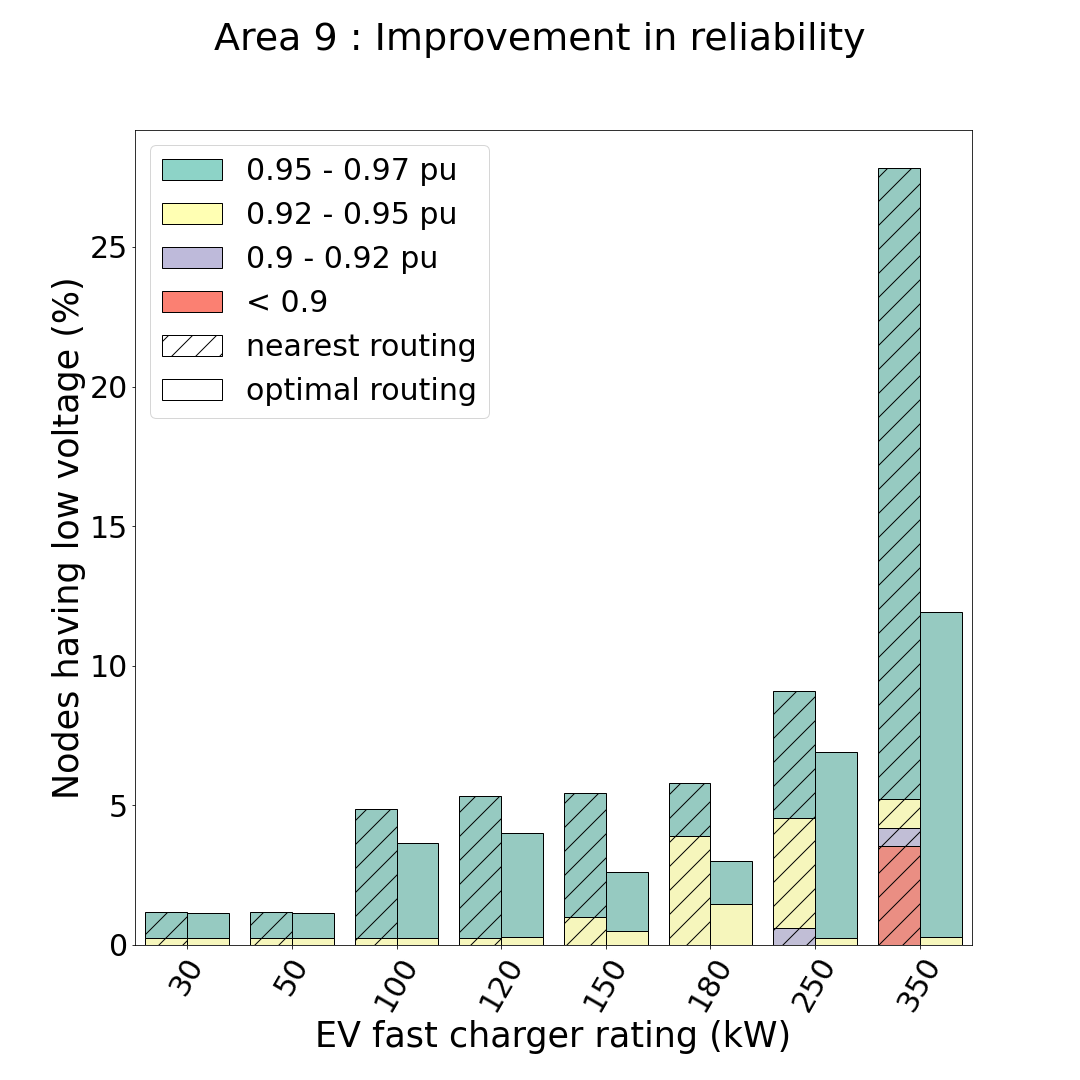 Area 9 : Improvement in reliability
0.95 - 0.97 pu
0.92 - 0.95 pu
0.9 - 0.92 pu
< 0.9
nearest routing
optimal routing
Nodes having low voltage (%)
25
20
15
10
5
0
30 50 100 120 150 180 250 350
EV fast charger rating (kW)